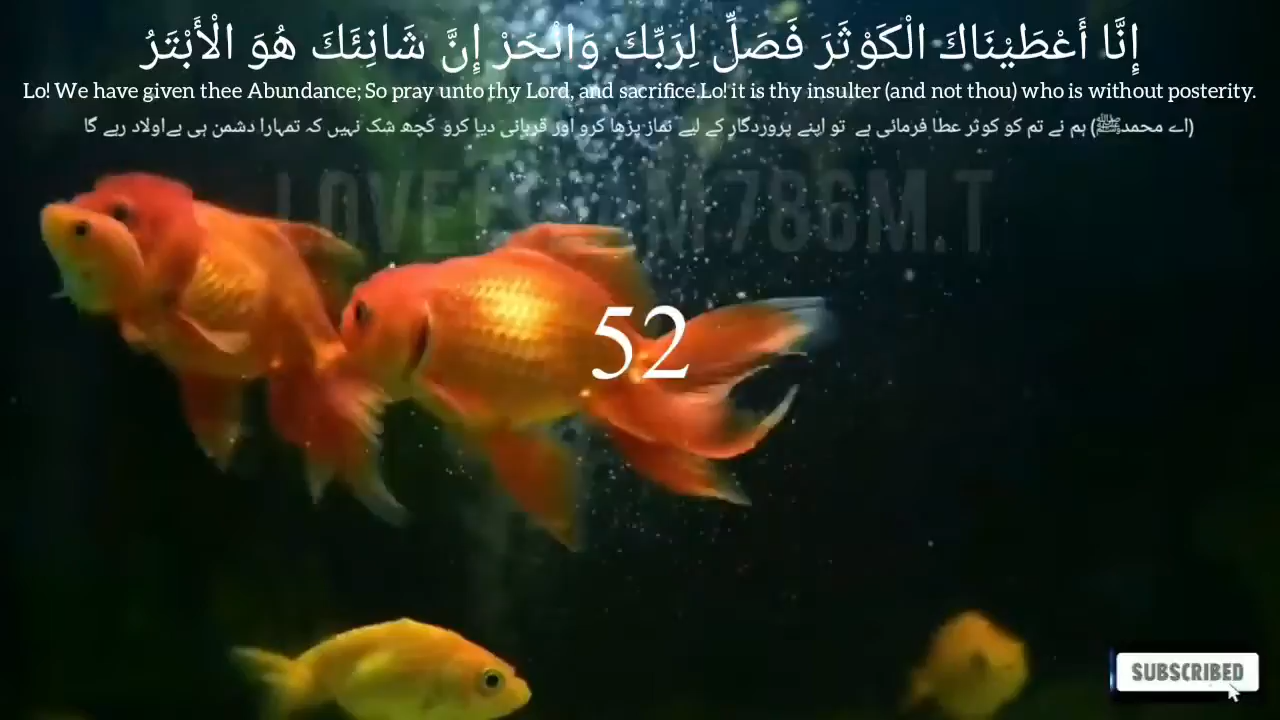 إِنَّا أَعْطَيْنَاكَ الْكَوْثَرَ فَصَلِّ لِرَبِّكَ وَانْحَرْ إِنَّ شَانِئَكَ هُوَ الْأَبْتَرُ
Lo! We have given thee Abundance; So pray unto thy Lord, and sacrifice.Lo! it is thy insulter (and not thou) who is without posterity.
(اے محمدﷺ) ہم نے تم کو کوثر عطا فرمائی ہے تو اپنے پروردگار کے لیے نماز پڑھا کرو اور قربانی دیا کرو کچھ شک نہیں کہ تمہارا دشمن ہی بےاولاد رہے گا
LOVEISLAM786M.T
52
SUBSCRIBED